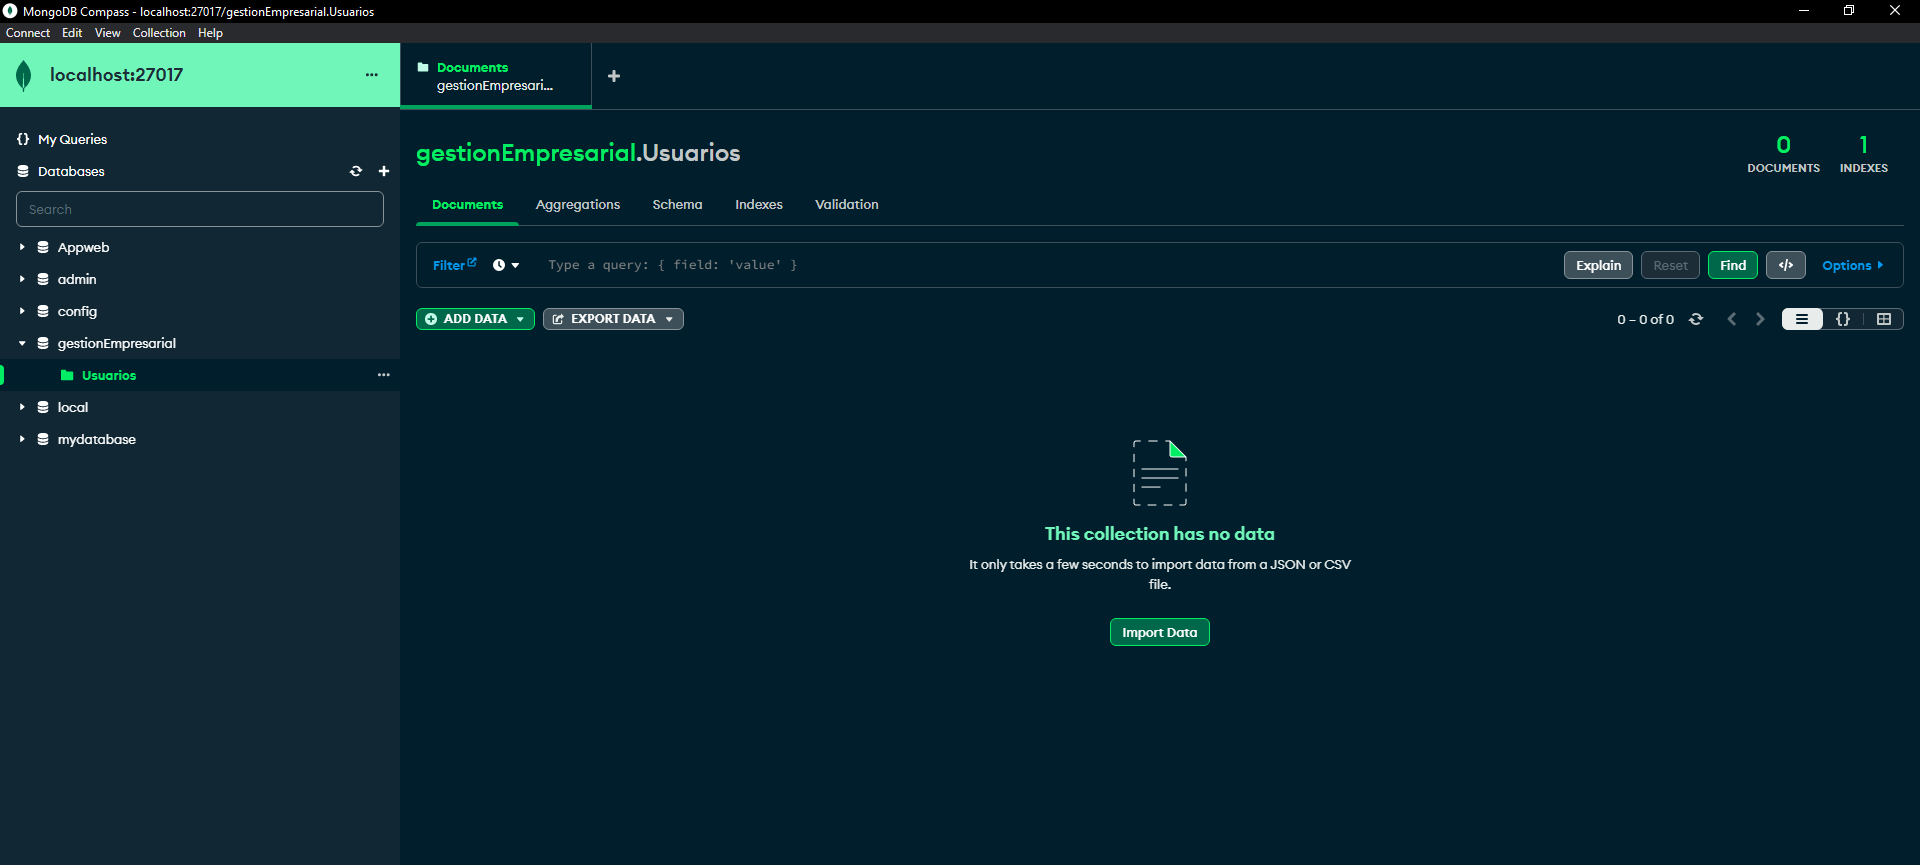 MongoDB Compass - localhost:27017/gestionEmpresarial.Usuarios
Connect Edit View Collection Help
localhost:27017
My Queries
Databases
Search
Appweb
admin
config
gestionEmpresarial
Usuarios
local
mydatabase
Documents
gestionEmpresari...
gestionEmpresarial.Usuarios
0
DOCUMENTS
1
INDEXES
Documents Aggregations Schema Indexes Validation
Filter Type a query: { field: 'value' } Explain Reset Find </> Options
ADD DATA EXPORT DATA 0 – 0 of 0 {}
This collection has no data
It only takes a few seconds to import data from a JSON or CSV
file.
Import Data